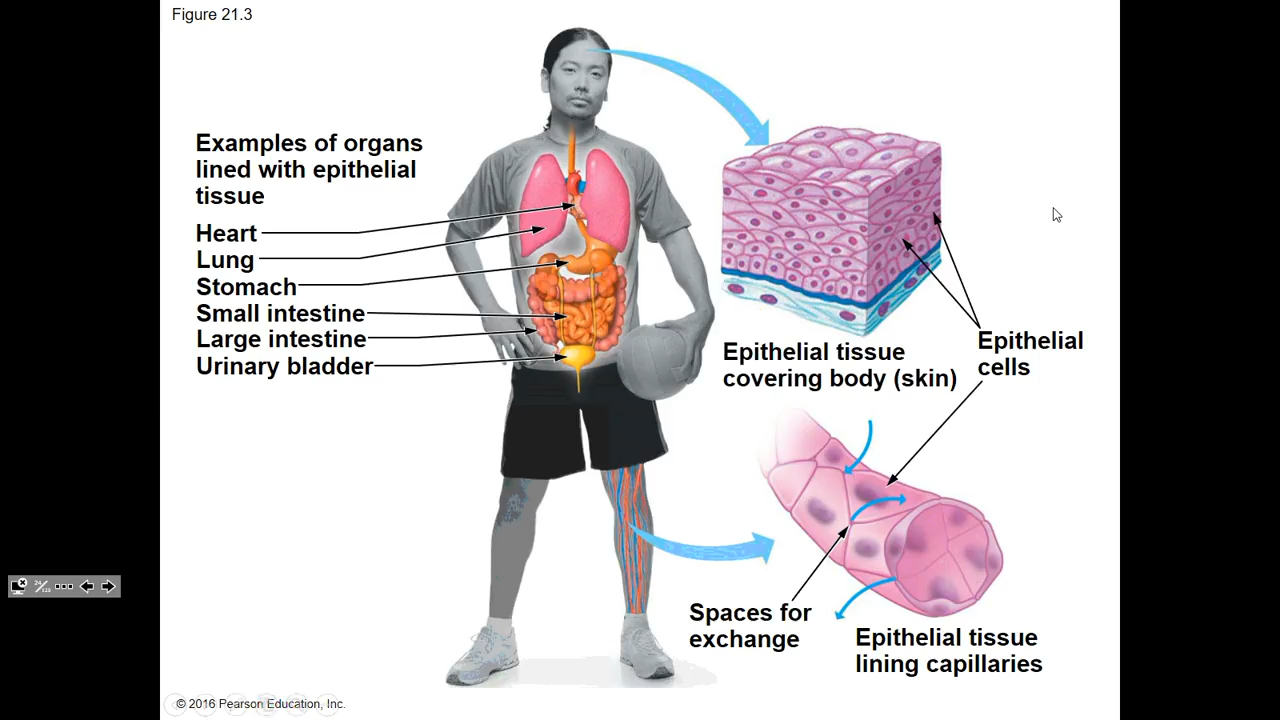 Figure 21.3
Examples of organs
lined with epithelial
tissue
Heart
Lung
Stomach
Small intestine
Large intestine
Urinary bladder
Epithelial tissue
covering body (skin)
Epithelial
cells
Spaces for
exchange
Epithelial tissue
lining capillaries
© 2016 Pearson Education, Inc.